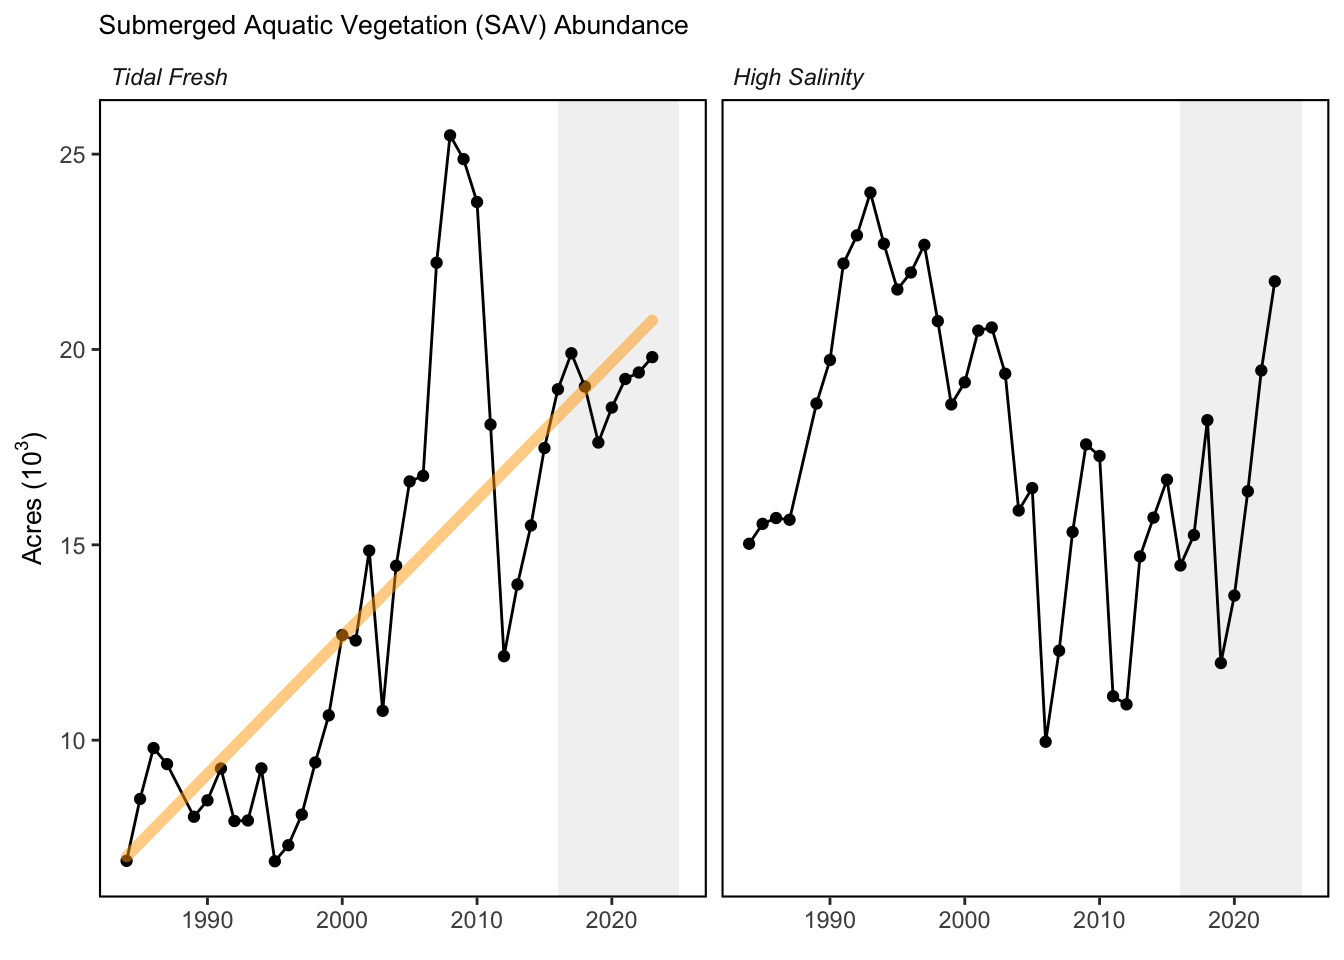 Submerged Aquatic Vegetation (SAV) Abundance
Tidal Fresh
High Salinity
25
20
15
10
Acres (10³)
1990 2000 2010 2020
1990 2000 2010 2020